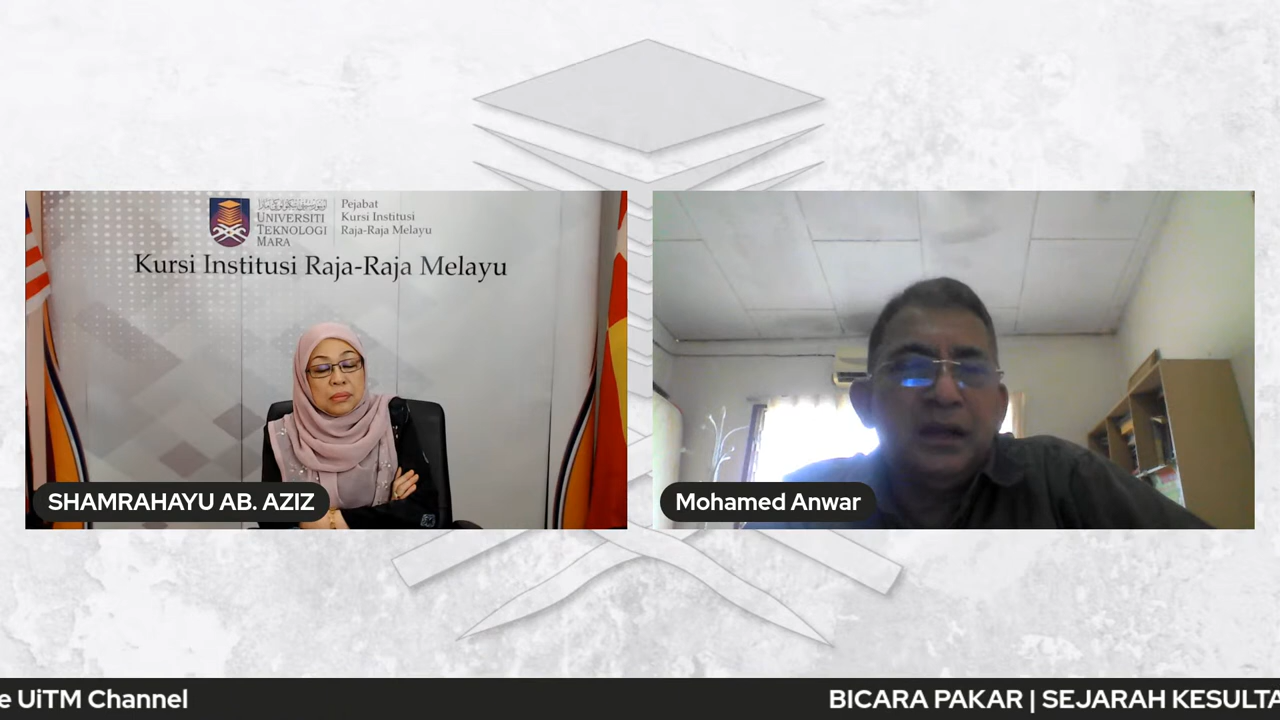 UNIVERSITI
TEKNOLOGI
MARA
Pejabat
Kursi Institusi
Raja-Raja Melayu
Kursi Institusi Raja-Raja Melayu
SHAMRAHAYU AB. AZIZ
Mohamed Anwar
e UiTM Channel
BICARA PAKAR | SEJARAH KESULTA